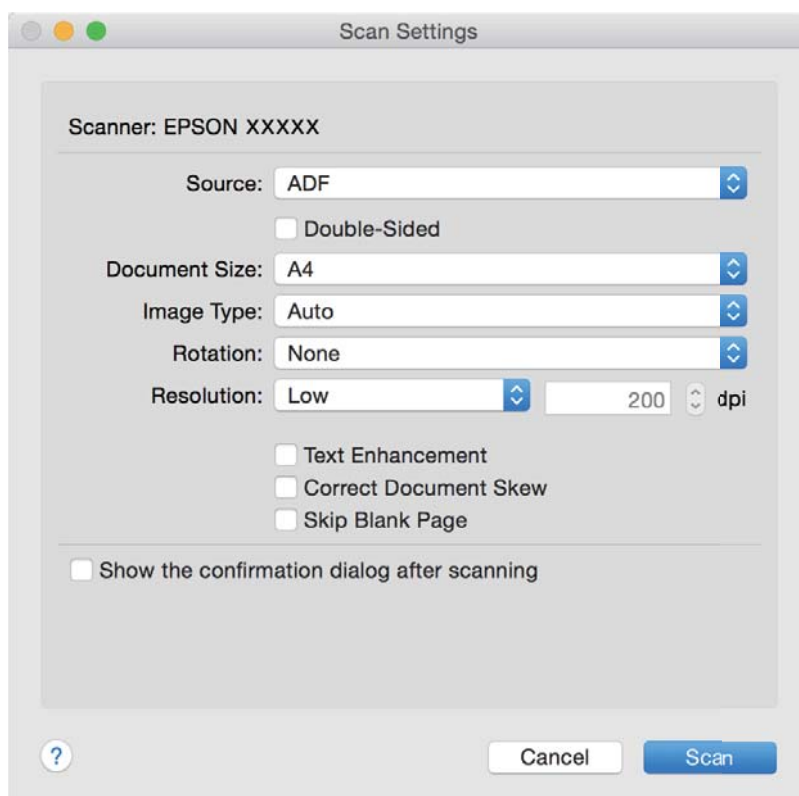 Scan Settings
Scanner: EPSON XXXXX
Source: ADF
Double-Sided
Document Size: A4
Image Type: Auto
Rotation: None
Resolution: Low 200 dpi
Text Enhancement
Correct Document Skew
Skip Blank Page
Show the confirmation dialog after scanning
? Cancel Scan